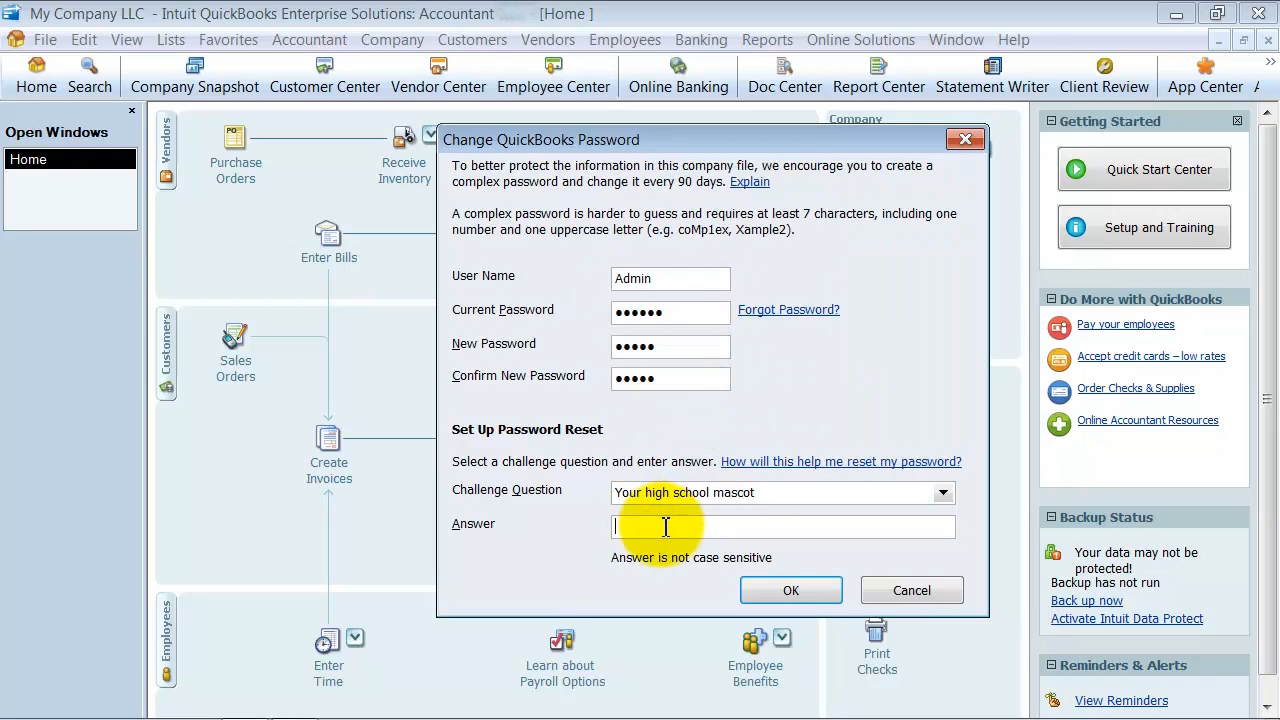 My Company LLC - Intuit QuickBooks Enterprise Solutions: Accountant - [Home ]
File Edit View Lists Favorites Accountant Company Customers Vendors Employees Banking Reports Online Solutions Window Help
Home Search Company Snapshot Customer Center Vendor Center Employee Center Online Banking Doc Center Report Center Statement Writer Client Review App Center
Open Windows
Home
Vendors
Purchase
Orders
Receive
Inventory
Enter Bills
Company
Customers
Sales
Orders
Create
Invoices
Employees
Enter
Time
Learn about
Payroll Options
Employee
Benefits
Print
Checks
Change QuickBooks Password
To better protect the information in this company file, we encourage you to create a
complex password and change it every 90 days. Explain
A complex password is harder to guess and requires at least 7 characters, including one
number and one uppercase letter (e.g. coMp1ex, Xample2).
User Name Admin
Current Password •••••• Forgot Password?
New Password •••••
Confirm New Password •••••
Set Up Password Reset
Select a challenge question and enter answer. How will this help me reset my password?
Challenge Question Your high school mascot
Answer
Answer is not case sensitive
OK Cancel
Getting Started
Quick Start Center
Setup and Training
Do More with QuickBooks
Pay your employees
Accept credit cards – low rates
Order Checks & Supplies
Online Accountant Resources
Backup Status
Your data may not be
protected!
Backup has not run
Back up now
Activate Intuit Data Protect
Reminders & Alerts
View Reminders